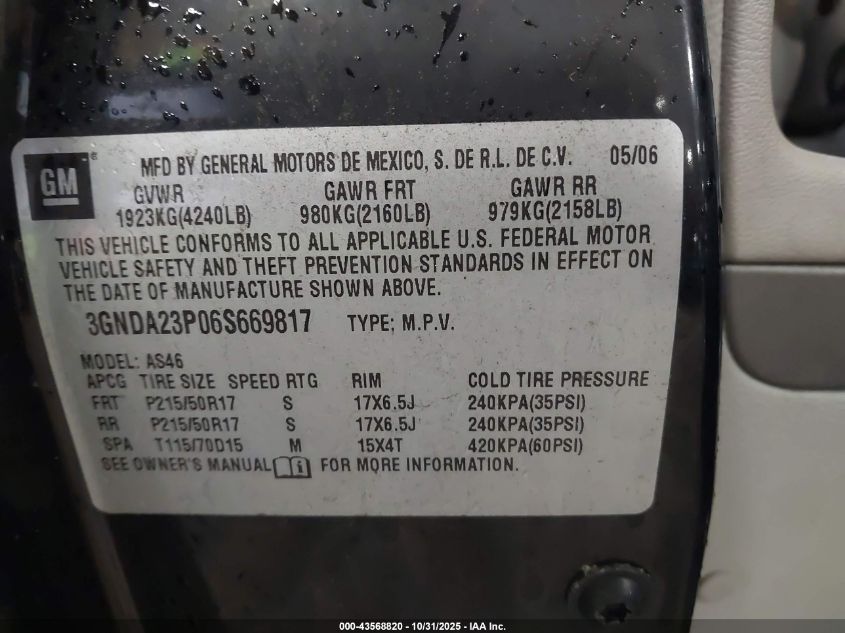 GM ®
MFD BY GENERAL MOTORS DE MEXICO, S. DE R.L. DE C.V. 05/06
GVWR GAWR FRT GAWR RR
1923KG(4240LB) 980KG(2160LB) 979KG(2158LB)
THIS VEHICLE CONFORMS TO ALL APPLICABLE U.S. FEDERAL MOTOR
VEHICLE SAFETY AND THEFT PREVENTION STANDARDS IN EFFECT ON
THE DATE OF MANUFACTURE SHOWN ABOVE.
3GNDA23P06S669817 TYPE; M.P.V.
MODEL: AS46
APCG TIRE SIZE SPEED RTG RIM COLD TIRE PRESSURE
FRT P215/50R17 S 17X6.5J 240KPA(35PSI)
RR P215/50R17 S 17X6.5J 240KPA(35PSI)
SPA T115/70D15 M 15X4T 420KPA(60PSI)
SEE OWNER'S MANUAL i FOR MORE INFORMATION.
000-43568820 - 10/31/2025 - IAA Inc.